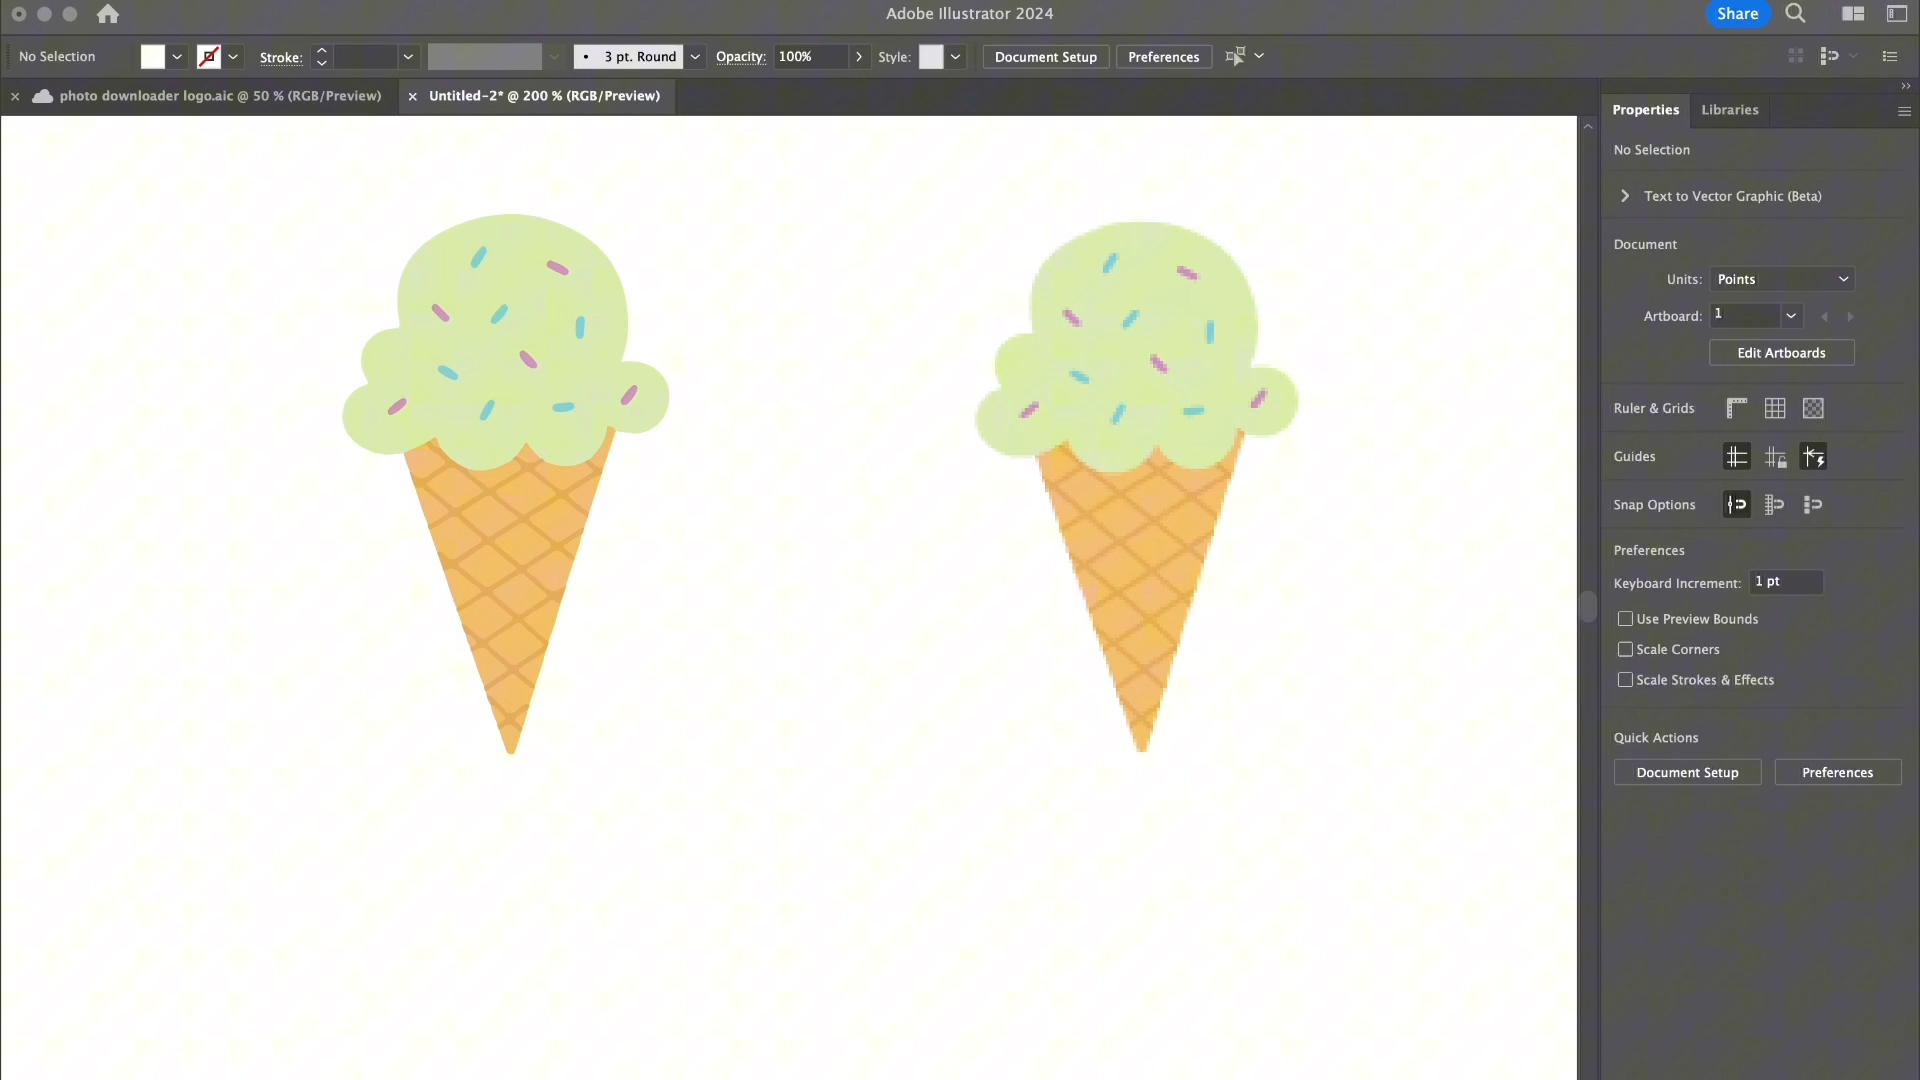 Adobe Illustrator 2024
Share
No Selection
Stroke:
3 pt. Round
Opacity: 100%
Style:
Document Setup
Preferences
photo downloader logo.aic @ 50 % (RGB/Preview)
Untitled-2* @ 200 % (RGB/Preview)
Properties
Libraries
No Selection
Text to Vector Graphic (Beta)
Document
Units: Points
Artboard: 1
Edit Artboards
Ruler & Grids
Guides
Snap Options
Preferences
Keyboard Increment: 1 pt
Use Preview Bounds
Scale Corners
Scale Strokes & Effects
Quick Actions
Document Setup
Preferences